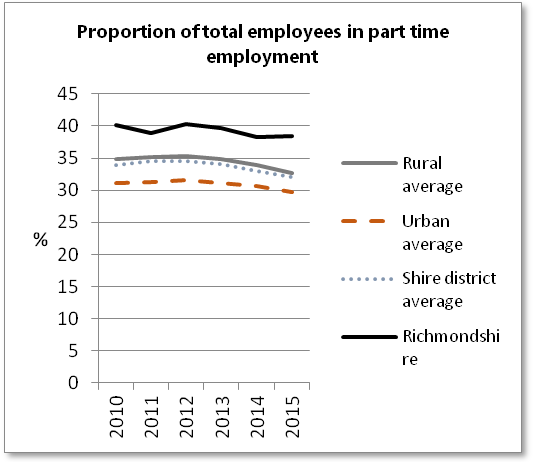 Proportion of total employees in part time
employment
45
40
35
30
25
20
15
10
5
0
%
2010
2011
2012
2013
2014
2015
Rural
average
Urban
average
Shire district
average
Richmondshi
re